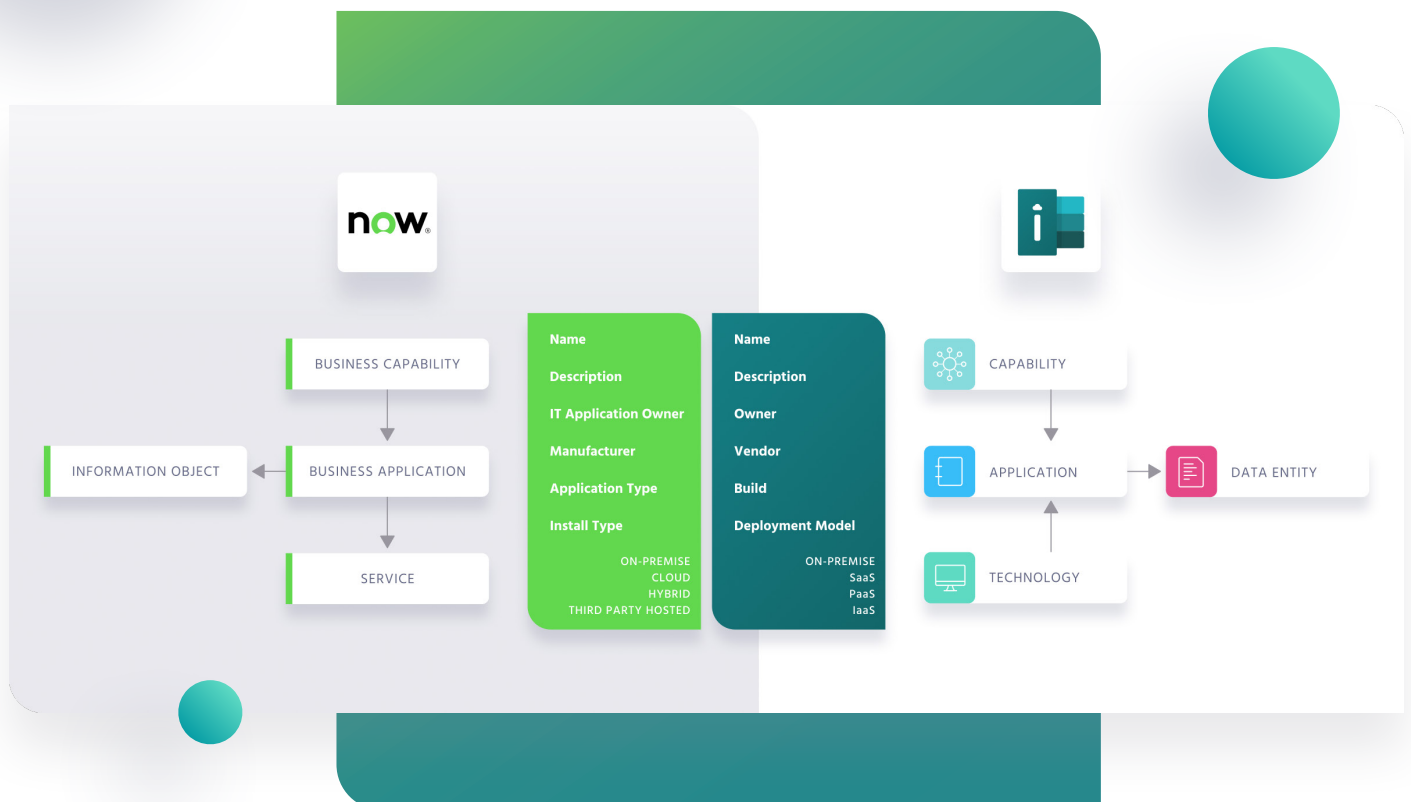 now®
i
BUSINESS CAPABILITY
INFORMATION OBJECT
BUSINESS APPLICATION
SERVICE
Name
Description
IT Application Owner
Manufacturer
Application Type
Install Type
ON-PREMISE
CLOUD
HYBRID
THIRD PARTY HOSTED
Name
Description
Owner
Vendor
Build
Deployment Model
ON-PREMISE
SaaS
PaaS
IaaS
CAPABILITY
APPLICATION
DATA ENTITY
TECHNOLOGY